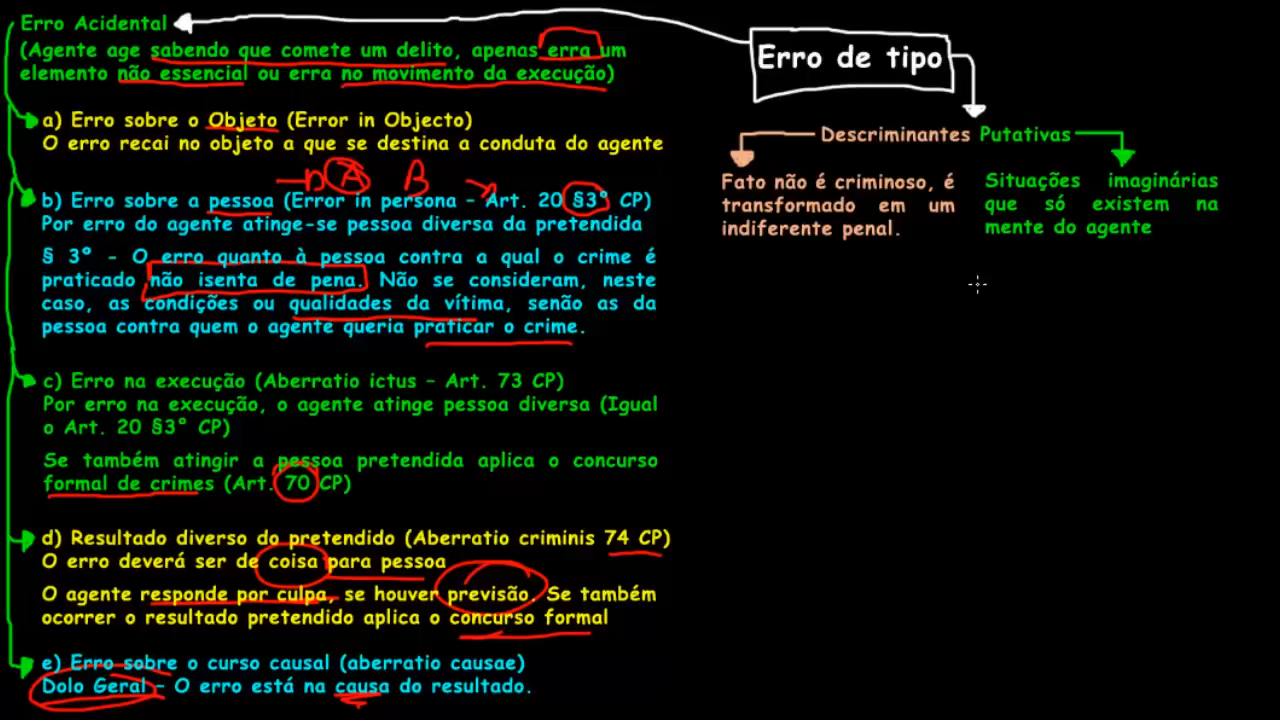 Erro Acidental
(Agente age sabendo que comete um delito, apenas erra um
elemento não essencial ou erra no movimento da execução)
a) Erro sobre o Objeto (Error in Objecto)
O erro recai no objeto a que se destina a conduta do agente
A B
b) Erro sobre a pessoa (Error in persona - Art. 20 §3° CP)
Por erro do agente atinge-se pessoa diversa da pretendida
§ 3° - O erro quanto à pessoa contra a qual o crime é
praticado não isenta de pena. Não se consideram, neste
caso, as condições ou qualidades da vítima, senão as da
pessoa contra quem o agente queria praticar o crime.
c) Erro na execução (Aberratio ictus - Art. 73 CP)
Por erro na execução, o agente atinge pessoa diversa (Igual
o Art. 20 §3° CP)
Se também atingir a pessoa pretendida aplica o concurso
formal de crimes (Art. 70 CP)
d) Resultado diverso do pretendido (Aberratio criminis 74 CP)
O erro deverá ser de coisa para pessoa
O agente responde por culpa, se houver previsão. Se também
ocorrer o resultado pretendido aplica o concurso formal
e) Erro sobre o curso causal (aberratio causae)
Dolo Geral - O erro está na causa do resultado.
Erro de tipo
Descriminantes Putativas
Fato não é criminoso, é
transformado em um
indiferente penal.
Situações imaginárias
que só existem na
mente do agente